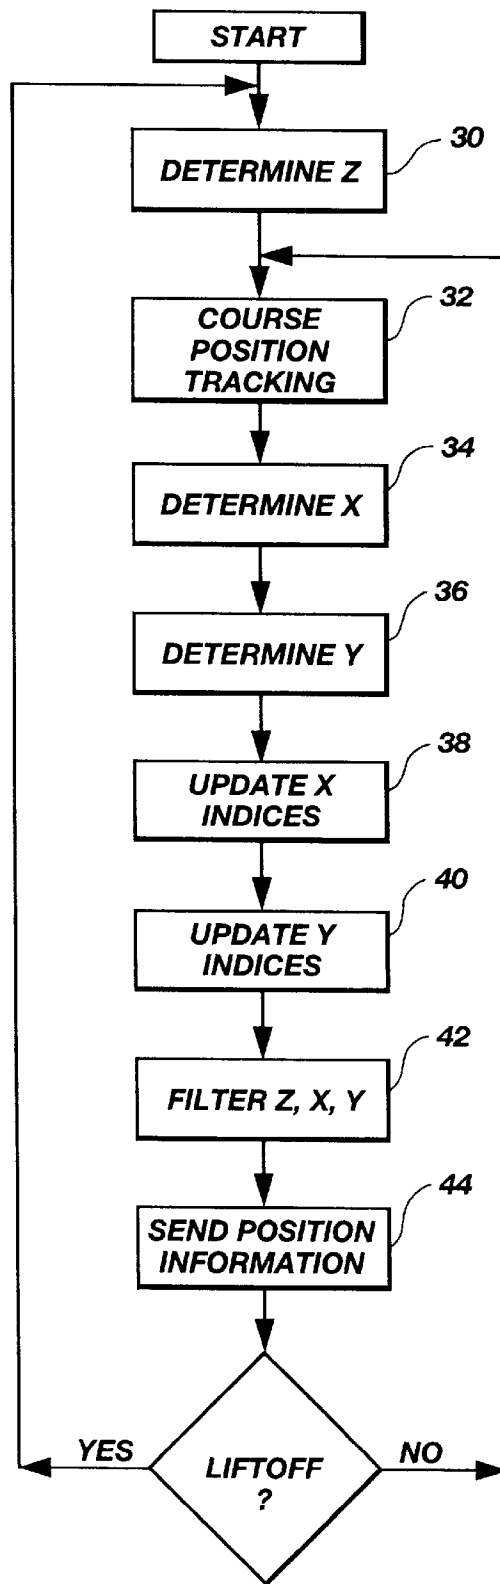 START
DETERMINE Z
30
COURSE
POSITION
TRACKING
32
DETERMINE X
34
DETERMINE Y
36
UPDATE X
INDICES
38
UPDATE Y
INDICES
40
FILTER Z, X, Y
42
SEND POSITION
INFORMATION
44
YES
LIFTOFF
?
NO